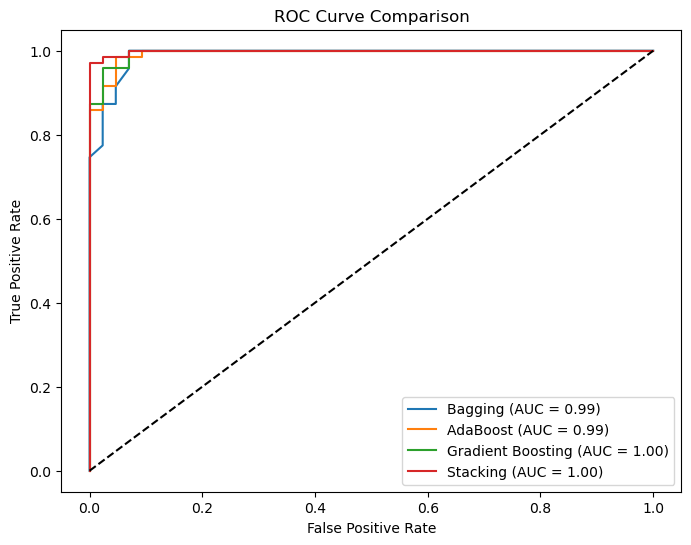 ROC Curve Comparison
True Positive Rate
1.0
0.8
0.6
0.4
0.2
0.0
Bagging (AUC = 0.99)
AdaBoost (AUC = 0.99)
Gradient Boosting (AUC = 1.00)
Stacking (AUC = 1.00)
0.0 0.2 0.4 0.6 0.8 1.0
False Positive Rate